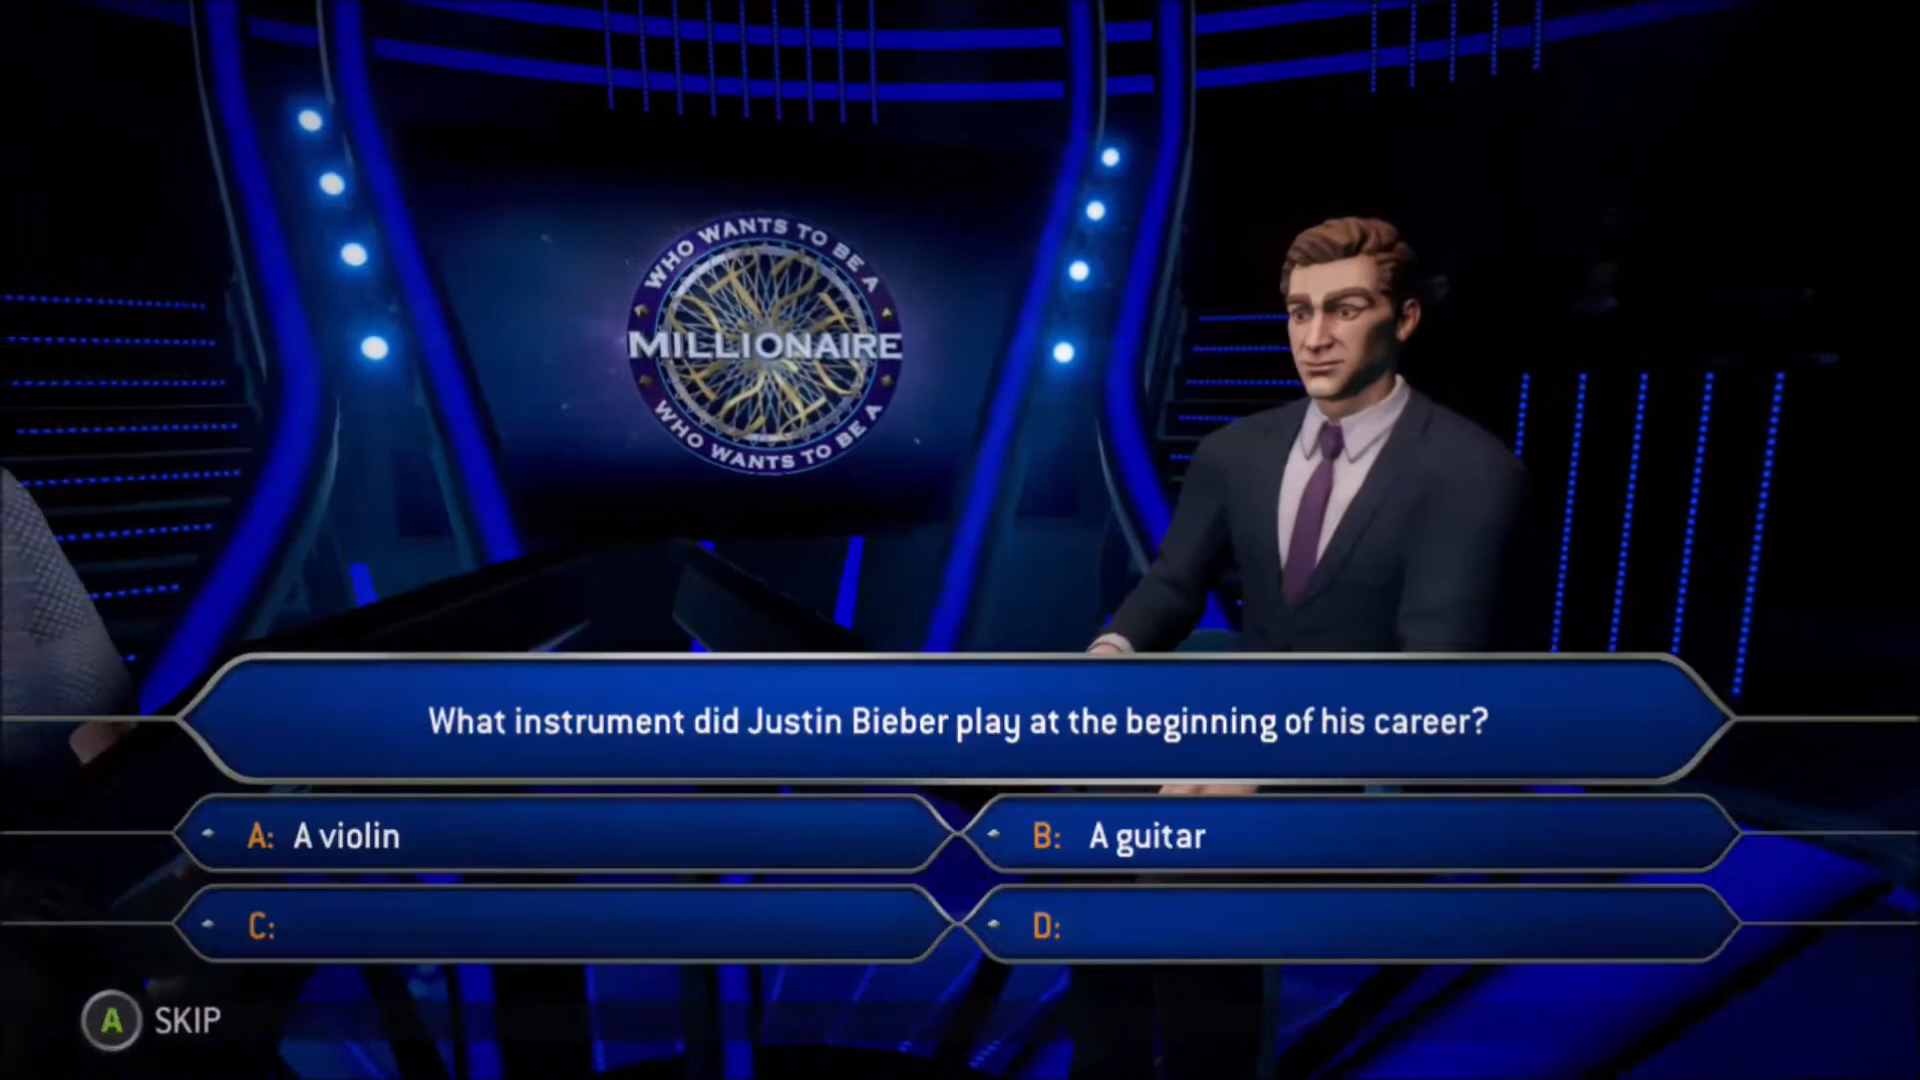 WHO WANTS TO BE A
MILLIONAIRE
WHO WANTS TO BE A
What instrument did Justin Bieber play at the beginning of his career?
A: A violin
B: A guitar
C:
D:
A SKIP